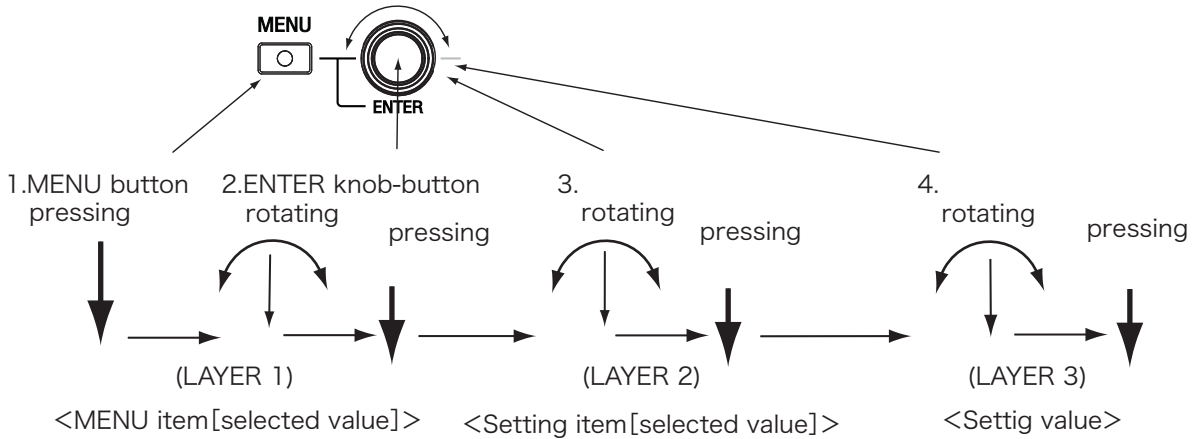 MENU
ENTER
1.MENU button
pressing
2.ENTER knob-button
rotating
pressing
3.
rotating
pressing
4.
rotating
pressing
(LAYER 1)
(LAYER 2)
(LAYER 3)
<MENU item[selected value]>
<Setting item[selected value]>
<Settig value>